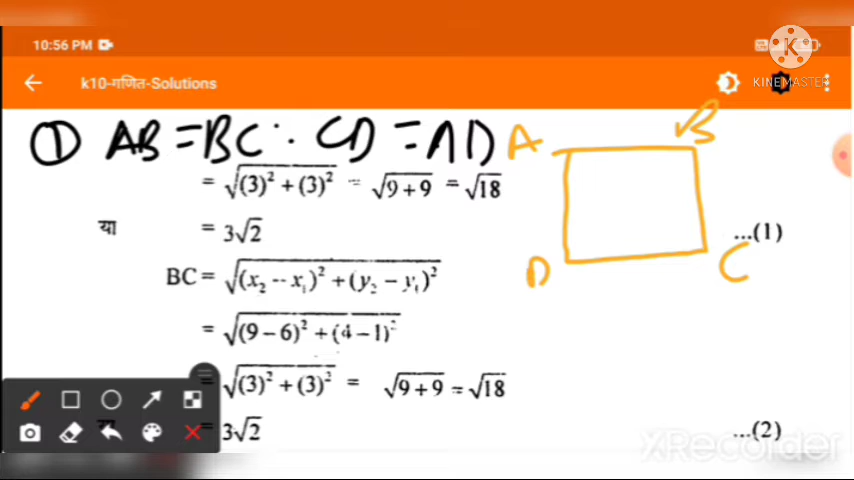 10:56 PM
k10-गणित-Solutions
KINEMASTER
① AB = BC : CD = AD
A B
= √(3)² + (3)² = √9 + 9 = √18
या = 3√2 ...(1)
D C
BC = √(x₂ -- x₁)² + (y₂ − y₁)²
= √(9 − 6)² + (4 − 1)²
= √(3)² + (3)² = √9 + 9 = √18
3√2 ...(2)
XRecorder